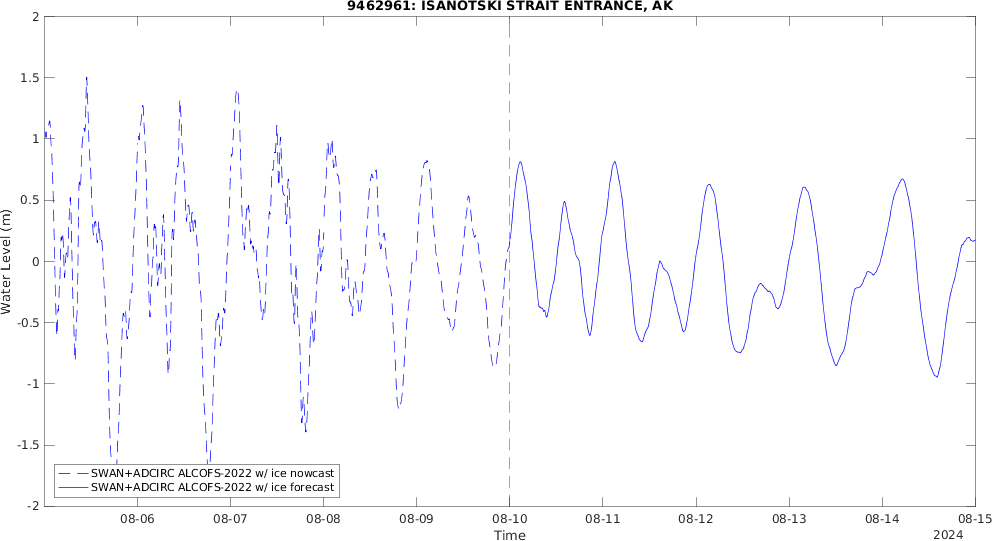 9462961: ISANOTSKI STRAIT ENTRANCE, AK
2
1.5
1
0.5
0
-0.5
-1
-1.5
-2
Water Level (m)
SWAN+ADCIRC ALCOFS-2022 w/ ice nowcast
SWAN+ADCIRC ALCOFS-2022 w/ ice forecast
08-06 08-07 08-08 08-09 08-10 08-11 08-12 08-13 08-14 08-15
Time
2024